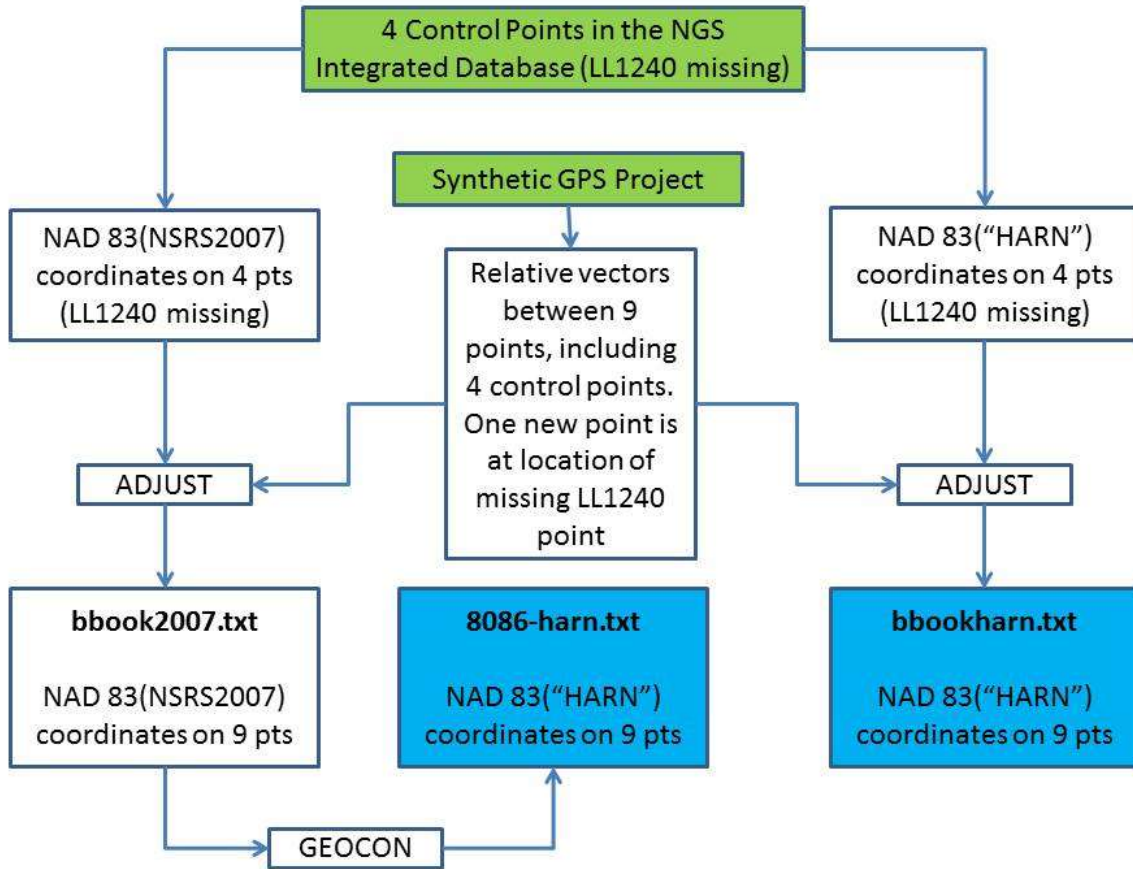 4 Control Points in the NGS
Integrated Database (LL1240 missing)
Synthetic GPS Project
NAD 83(NSRS2007)
coordinates on 4 pts
(LL1240 missing)
Relative vectors
between 9
points, including
4 control points.
One new point is
at location of
missing LL1240
point
NAD 83(“HARN”)
coordinates on 4 pts
(LL1240 missing)
ADJUST
ADJUST
bbook2007.txt
NAD 83(NSRS2007)
coordinates on 9 pts
8086-harn.txt
NAD 83(“HARN”)
coordinates on 9 pts
bbookharn.txt
NAD 83(“HARN”)
coordinates on 9 pts
GEOCON